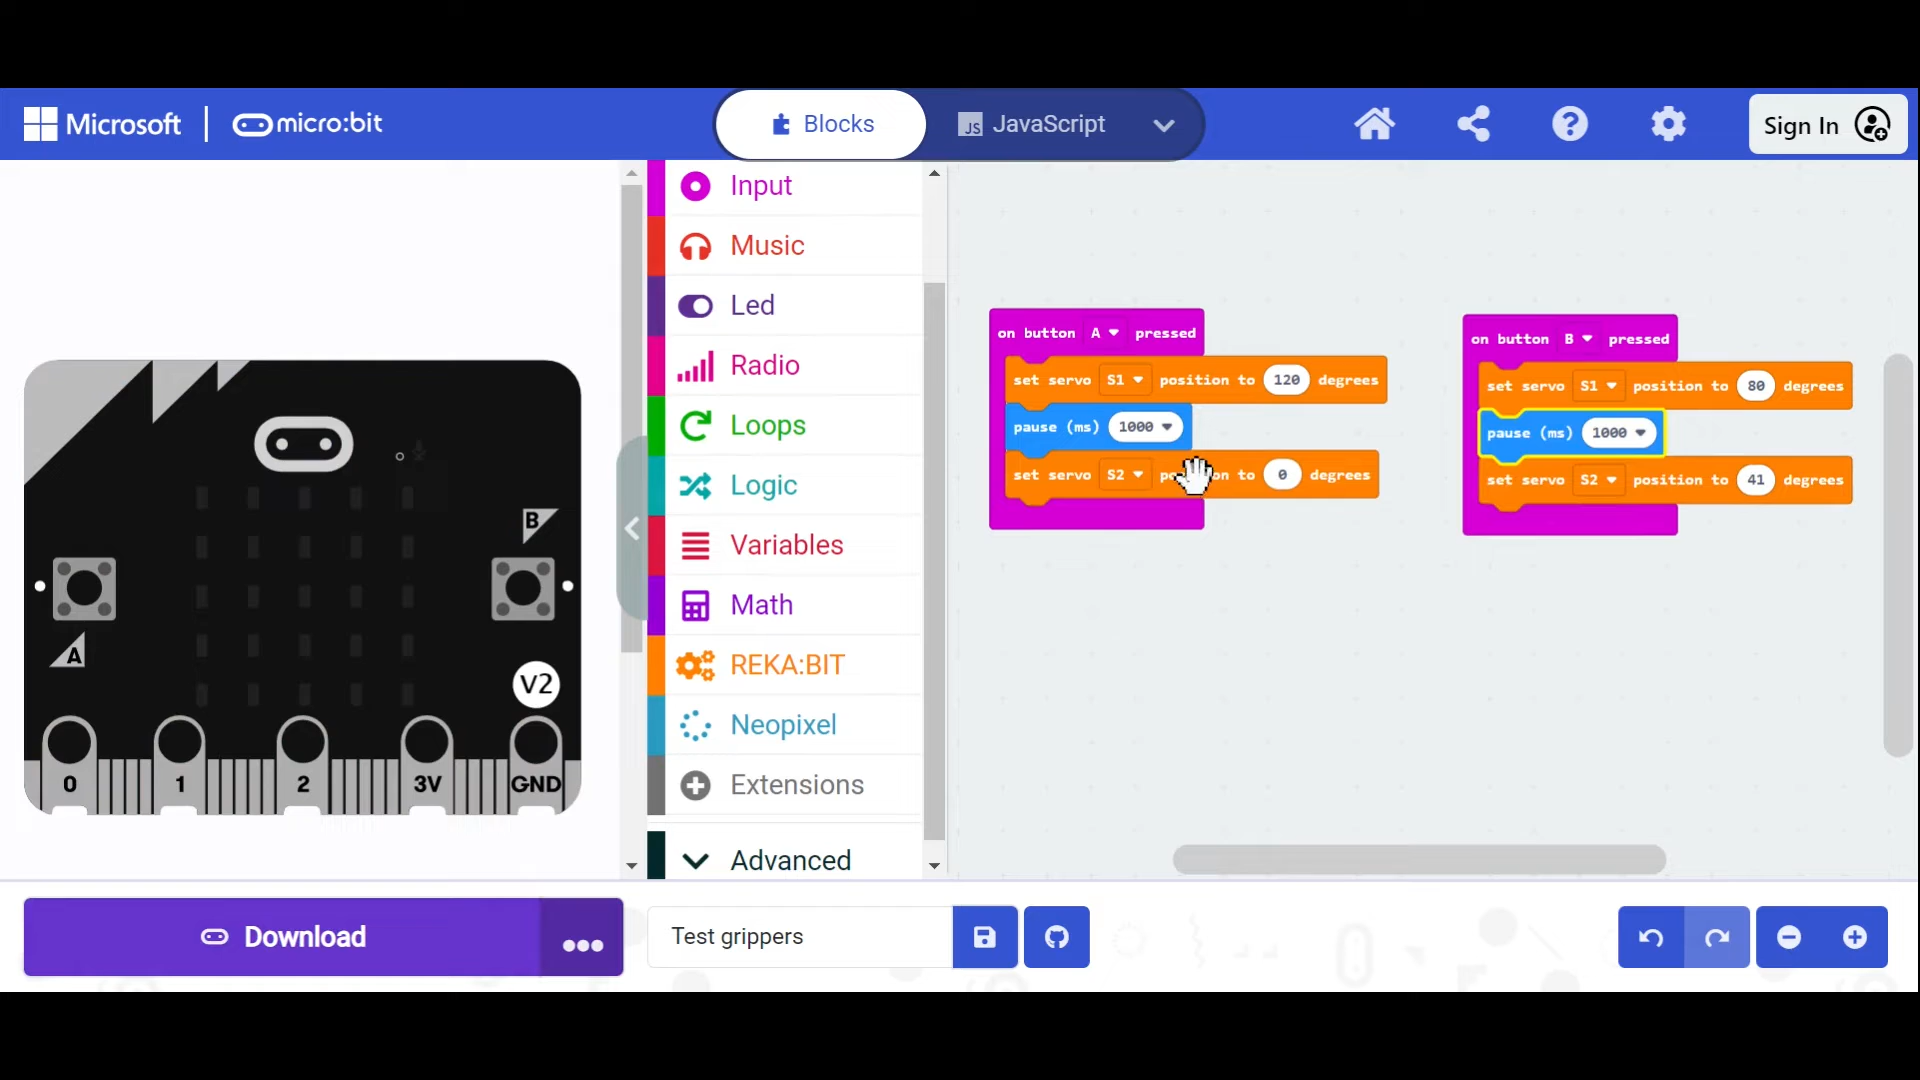 Microsoft micro:bit Blocks JavaScript Sign In
Input
Music
Led
Radio
Loops
Logic
Variables
Math
REKA:BIT
Neopixel
Extensions
Advanced
on button A pressed
set servo S1 position to 120 degrees
pause (ms) 1000
set servo S2 to 0 degrees
on button B pressed
set servo S1 position to 80 degrees
pause (ms) 1000
set servo S2 position to 41 degrees
B
A
V2
0 1 2 3V GND
Download
Test grippers